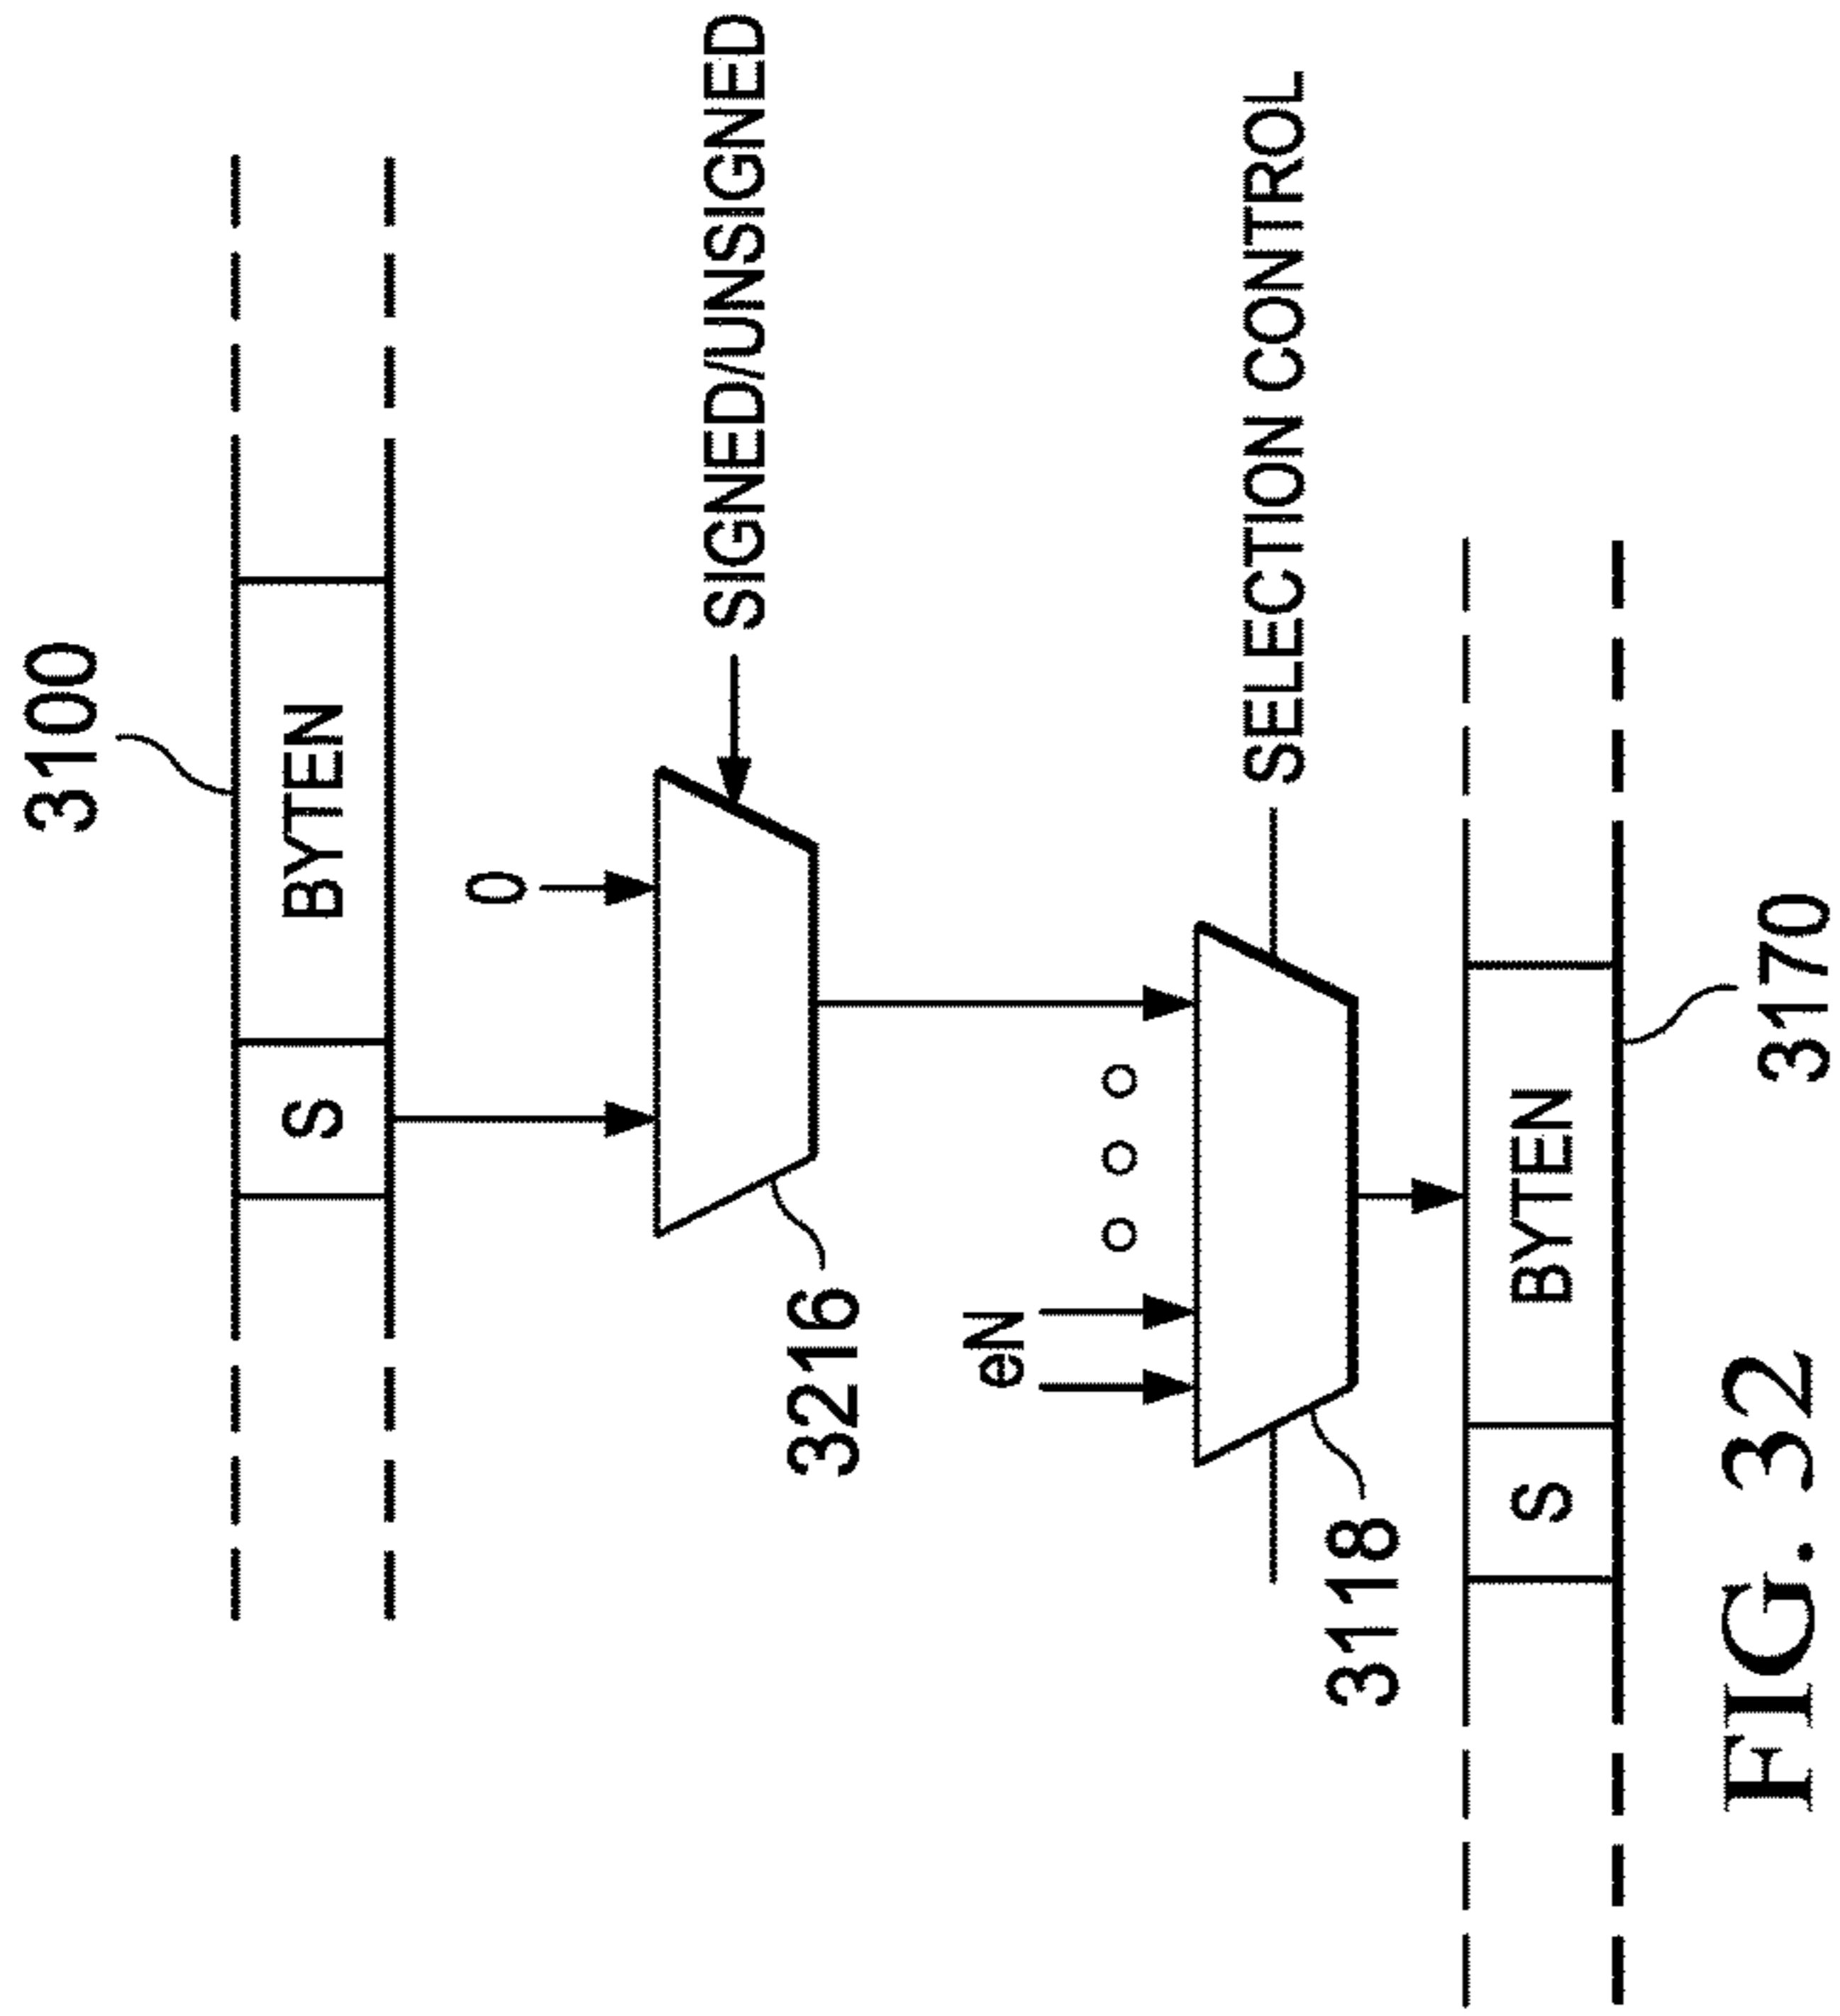 3100
S BYTEN
0
SIGNED/UNSIGNED
3216
eN
SELECTION CONTROL
3118
S BYTEN
3170
FIG. 32